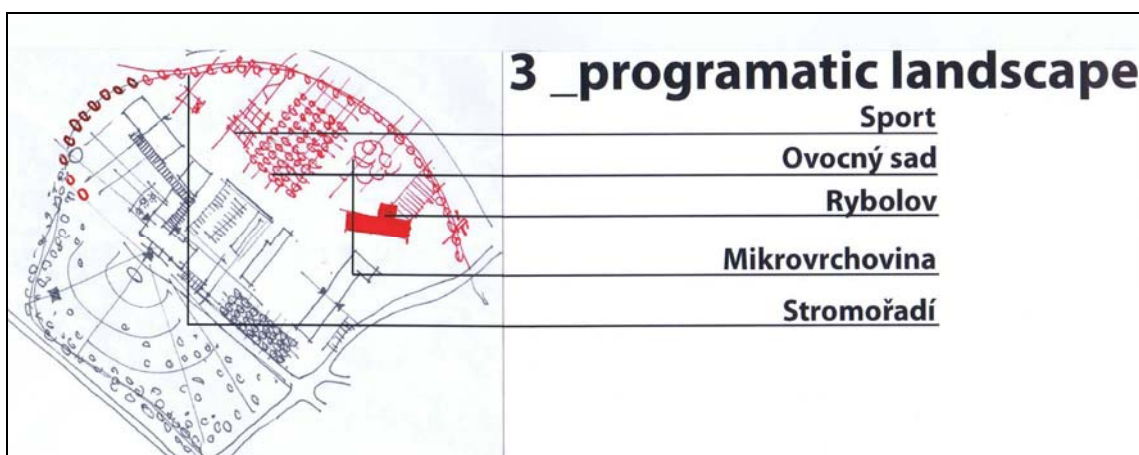 3 _programatic landscape
Sport
Ovocný sad
Rybolov
Mikrovrchovina
Stromořadí